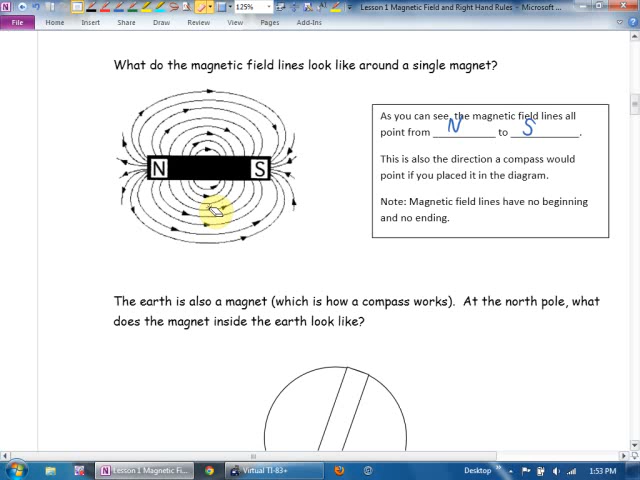 Lesson 1 Magnetic Field and Right Hand Rules - Microsoft
File Home Insert Share Draw Review View Pages Add-Ins
125%
What do the magnetic field lines look like around a single magnet?
N S
As you can see, the magnetic field lines all
point from N to S.
This is also the direction a compass would
point if you placed it in the diagram.
Note: Magnetic field lines have no beginning
and no ending.
The earth is also a magnet (which is how a compass works). At the north pole, what
does the magnet inside the earth look like?
Lesson 1 Magnetic Fi... Virtual TI-83+ Desktop 1:53 PM